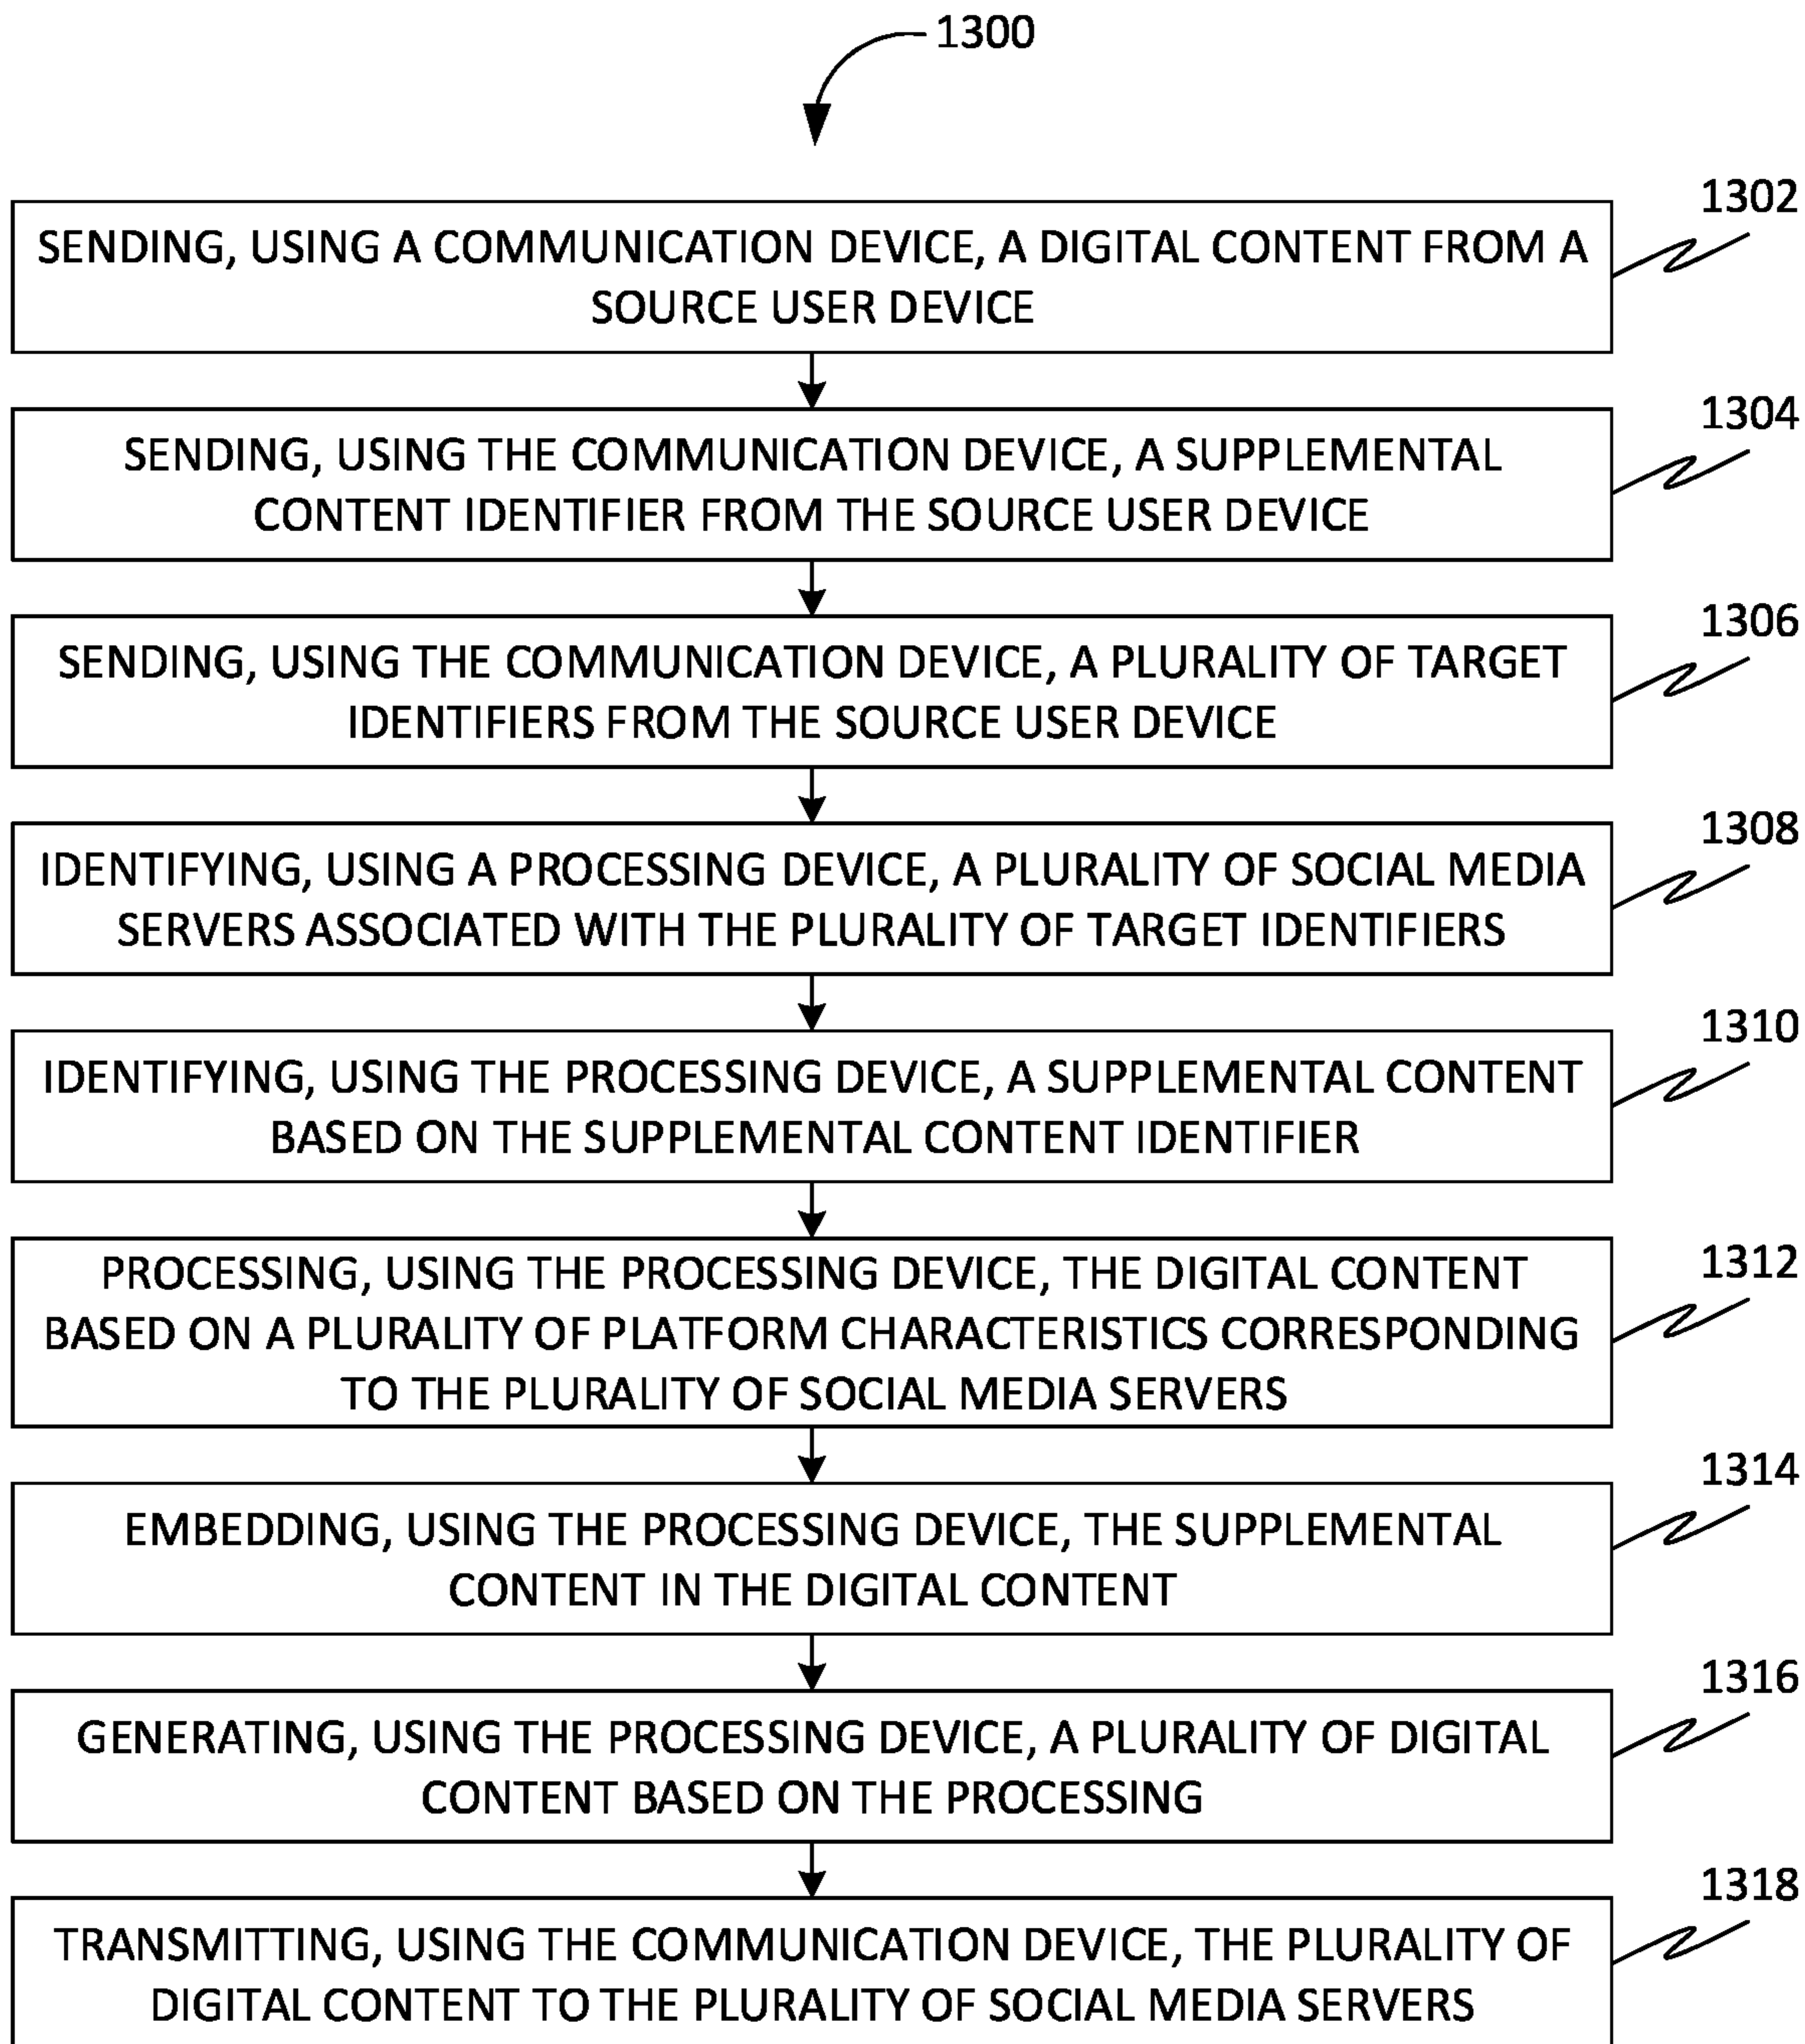 1300
1302
SENDING, USING A COMMUNICATION DEVICE, A DIGITAL CONTENT FROM A
SOURCE USER DEVICE
1304
SENDING, USING THE COMMUNICATION DEVICE, A SUPPLEMENTAL
CONTENT IDENTIFIER FROM THE SOURCE USER DEVICE
1306
SENDING, USING THE COMMUNICATION DEVICE, A PLURALITY OF TARGET
IDENTIFIERS FROM THE SOURCE USER DEVICE
1308
IDENTIFYING, USING A PROCESSING DEVICE, A PLURALITY OF SOCIAL MEDIA
SERVERS ASSOCIATED WITH THE PLURALITY OF TARGET IDENTIFIERS
1310
IDENTIFYING, USING THE PROCESSING DEVICE, A SUPPLEMENTAL CONTENT
BASED ON THE SUPPLEMENTAL CONTENT IDENTIFIER
1312
PROCESSING, USING THE PROCESSING DEVICE, THE DIGITAL CONTENT
BASED ON A PLURALITY OF PLATFORM CHARACTERISTICS CORRESPONDING
TO THE PLURALITY OF SOCIAL MEDIA SERVERS
1314
EMBEDDING, USING THE PROCESSING DEVICE, THE SUPPLEMENTAL
CONTENT IN THE DIGITAL CONTENT
1316
GENERATING, USING THE PROCESSING DEVICE, A PLURALITY OF DIGITAL
CONTENT BASED ON THE PROCESSING
1318
TRANSMITTING, USING THE COMMUNICATION DEVICE, THE PLURALITY OF
DIGITAL CONTENT TO THE PLURALITY OF SOCIAL MEDIA SERVERS